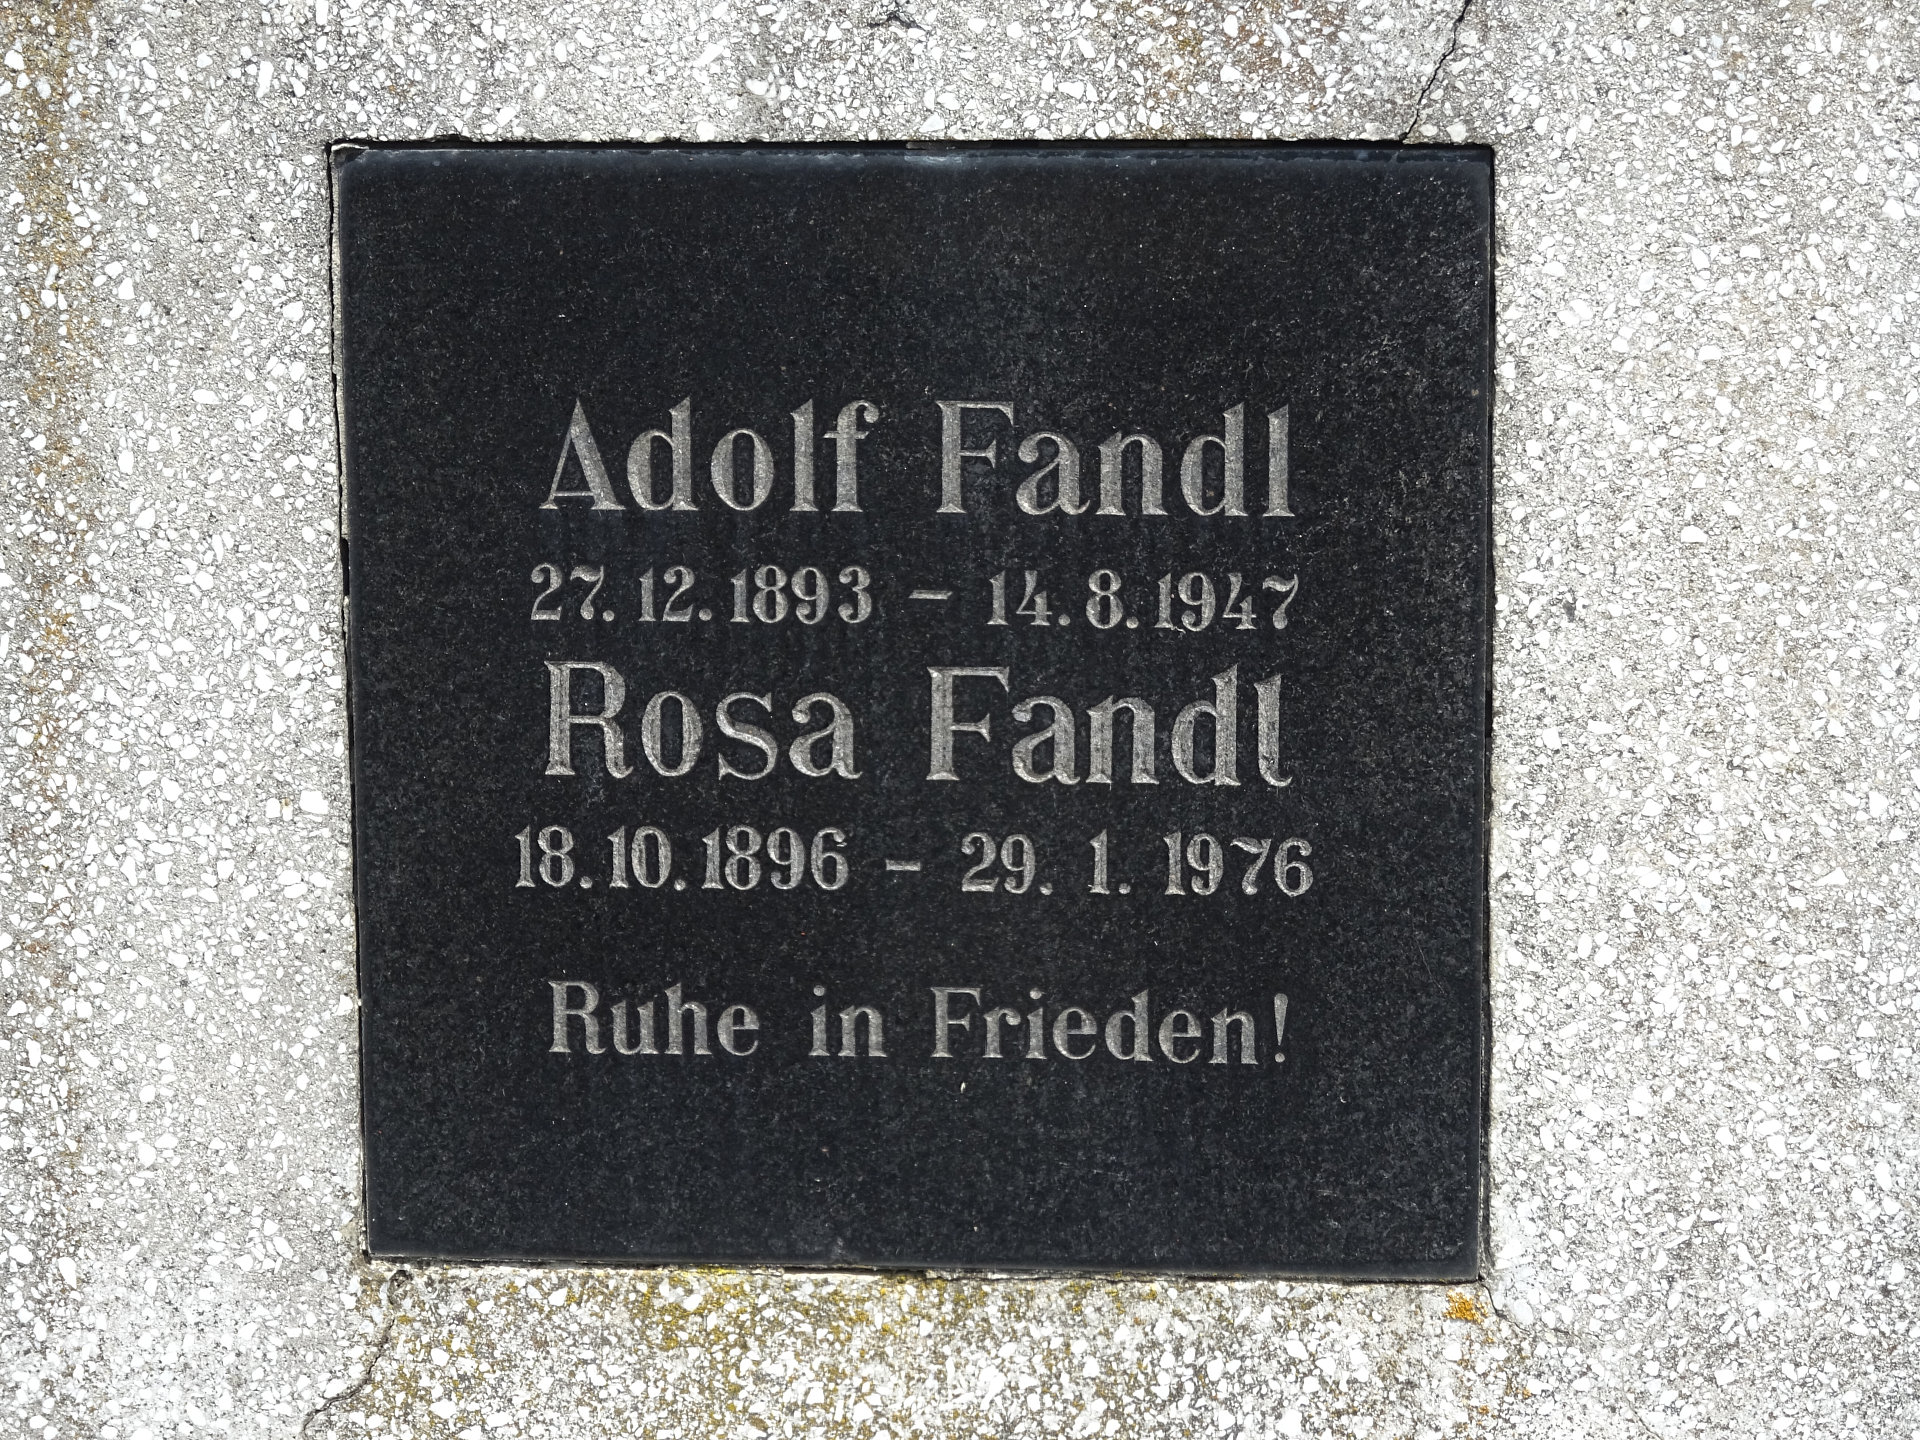 Adolf Fandl
27.12.1893 – 14.8.1947
Rosa Fandl
18.10.1896 – 29.1.1976
Ruhe in Frieden!